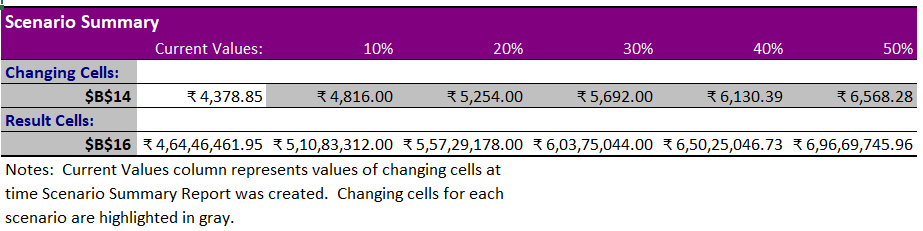 Scenario Summary
Current Values: 10% 20% 30% 40% 50%
Changing Cells:
$B$14 ₹ 4,378.85 ₹ 4,816.00 ₹ 5,254.00 ₹ 5,692.00 ₹ 6,130.39 ₹ 6,568.28
Result Cells:
$B$16 ₹ 4,64,46,461.95 ₹ 5,10,83,312.00 ₹ 5,57,29,178.00 ₹ 6,03,75,044.00 ₹ 6,50,25,046.73 ₹ 6,96,69,745.96
Notes: Current Values column represents values of changing cells at
time Scenario Summary Report was created. Changing cells for each
scenario are highlighted in gray.